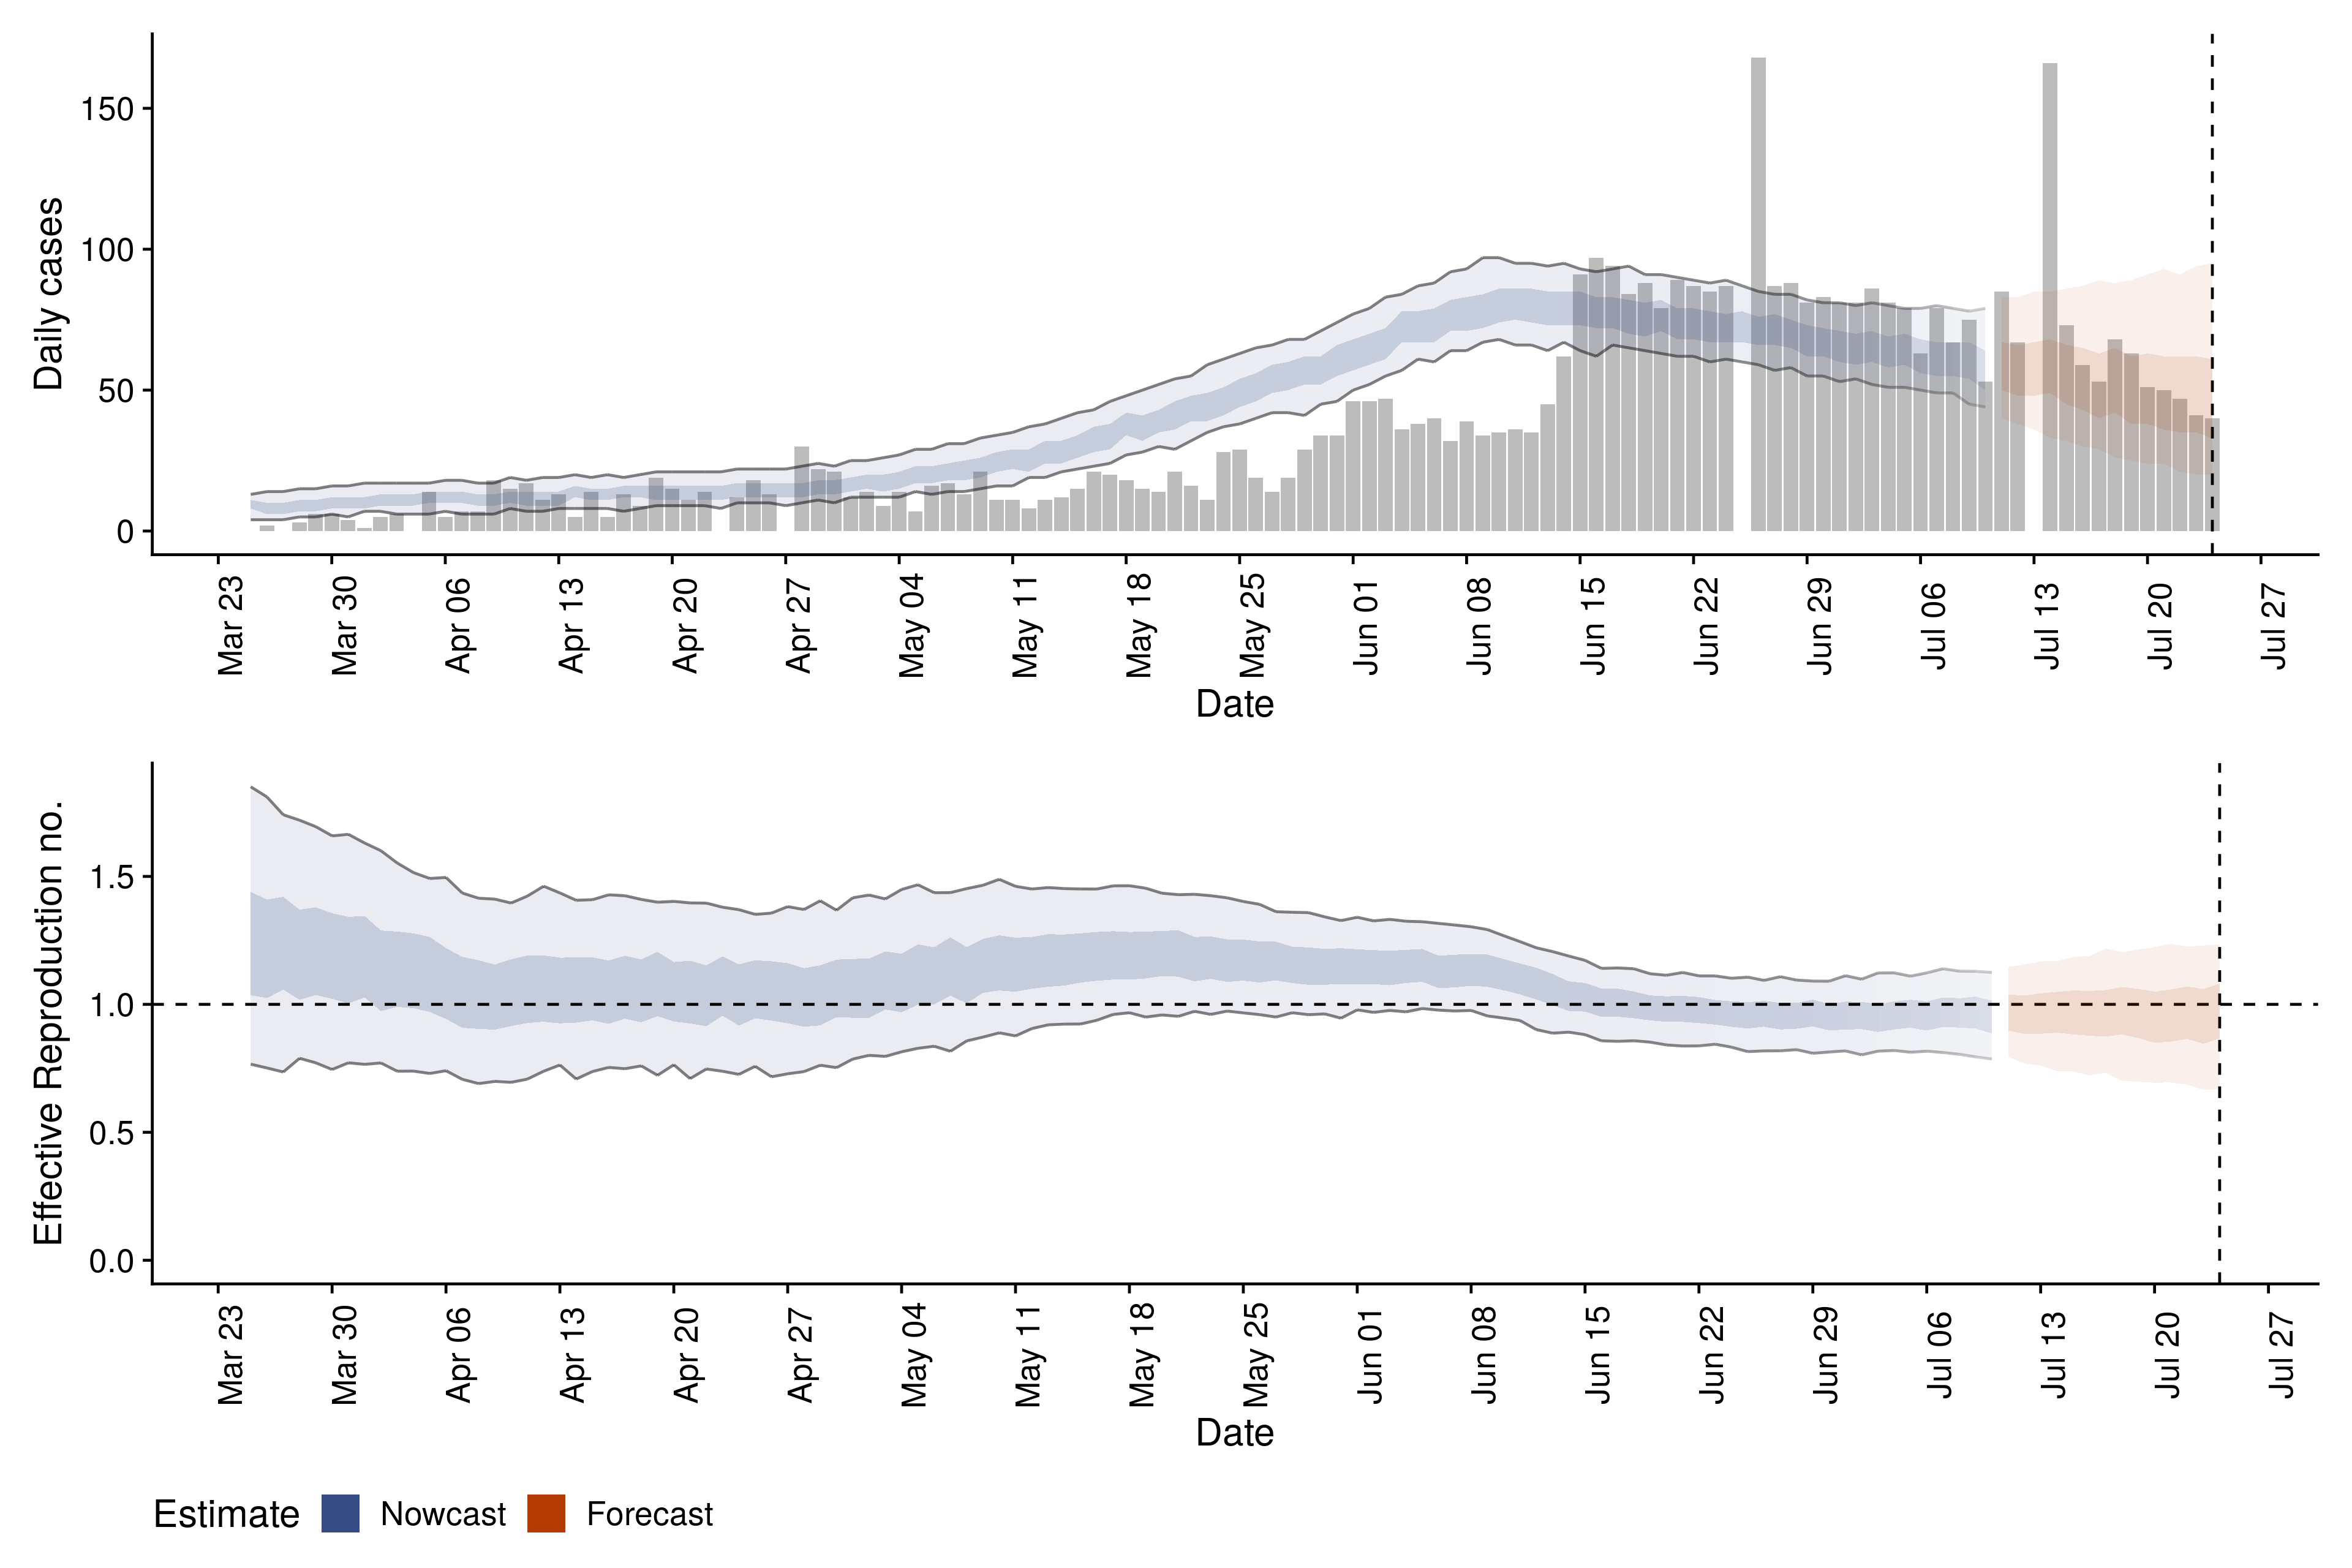 Daily cases
150
100
50
0
Mar 23
Mar 30
Apr 06
Apr 13
Apr 20
Apr 27
May 04
May 11
May 18
May 25
Jun 01
Jun 08
Jun 15
Jun 22
Jun 29
Jul 06
Jul 13
Jul 20
Jul 27
Date
Effective Reproduction no.
1.5
1.0
0.5
0.0
Mar 23
Mar 30
Apr 06
Apr 13
Apr 20
Apr 27
May 04
May 11
May 18
May 25
Jun 01
Jun 08
Jun 15
Jun 22
Jun 29
Jul 06
Jul 13
Jul 20
Jul 27
Date
Estimate Nowcast Forecast